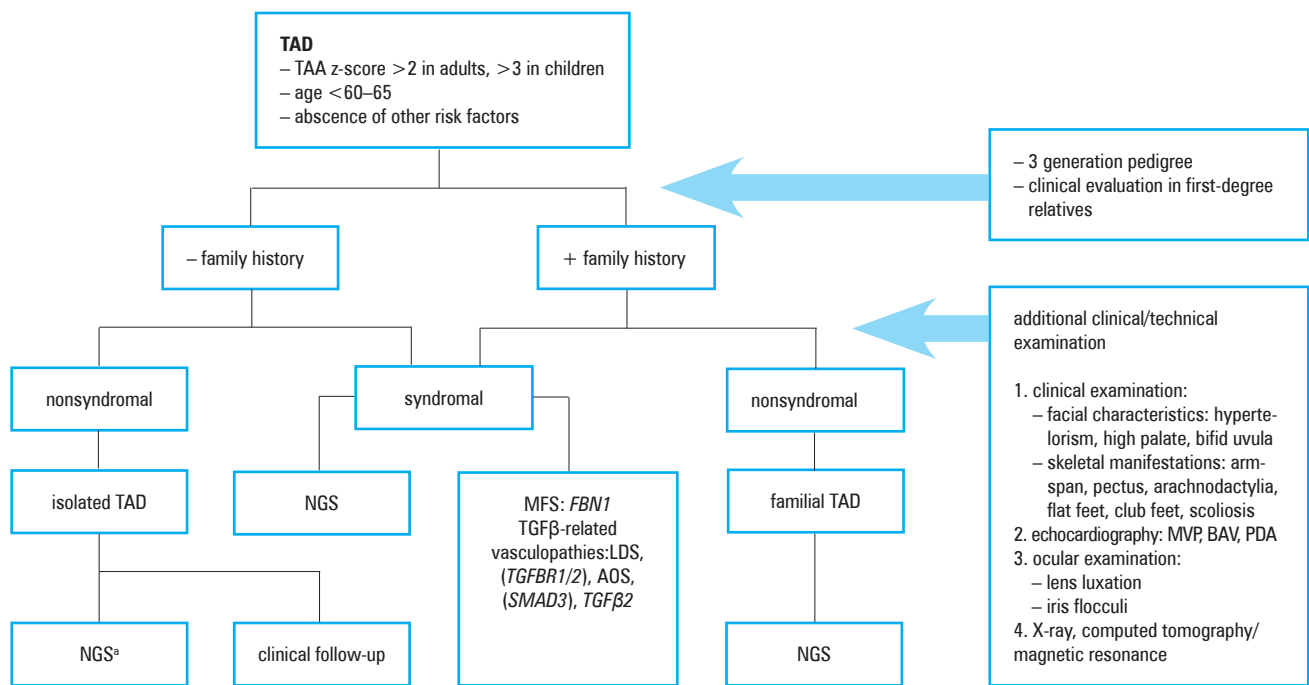 TAD
– TAA z-score >2 in adults, >3 in children
– age <60–65
– abscence of other risk factors
– 3 generation pedigree
– clinical evaluation in first-degree
relatives
– family history
+ family history
additional clinical/technical
examination
1. clinical examination:
– facial characteristics: hyperte-
lorism, high palate, bifid uvula
– skeletal manifestations: arm-
span, pectus, arachnodactylia,
flat feet, club feet, scoliosis
2. echocardiography: MVP, BAV, PDA
3. ocular examination:
– lens luxation
– iris flocculi
4. X-ray, computed tomography/
magnetic resonance
nonsyndromal
syndromal
nonsyndromal
isolated TAD
NGS
MFS: FBN1
TGFβ-related
vasculopathies:LDS,
(TGFBR1/2), AOS,
(SMAD3), TGFβ2
familial TAD
NGSª
clinical follow-up
NGS